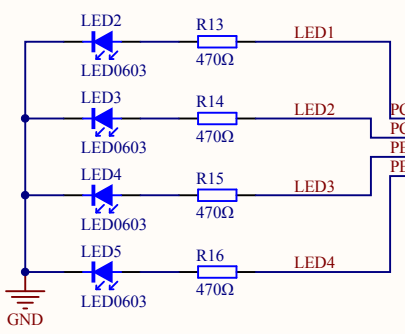 LED2
R13
LED1
LED0603
470Ω
LED3
R14
LED2
LED0603
470Ω
LED4
R15
LED3
LED0603
470Ω
LED5
R16
LED4
LED0603
470Ω
GND